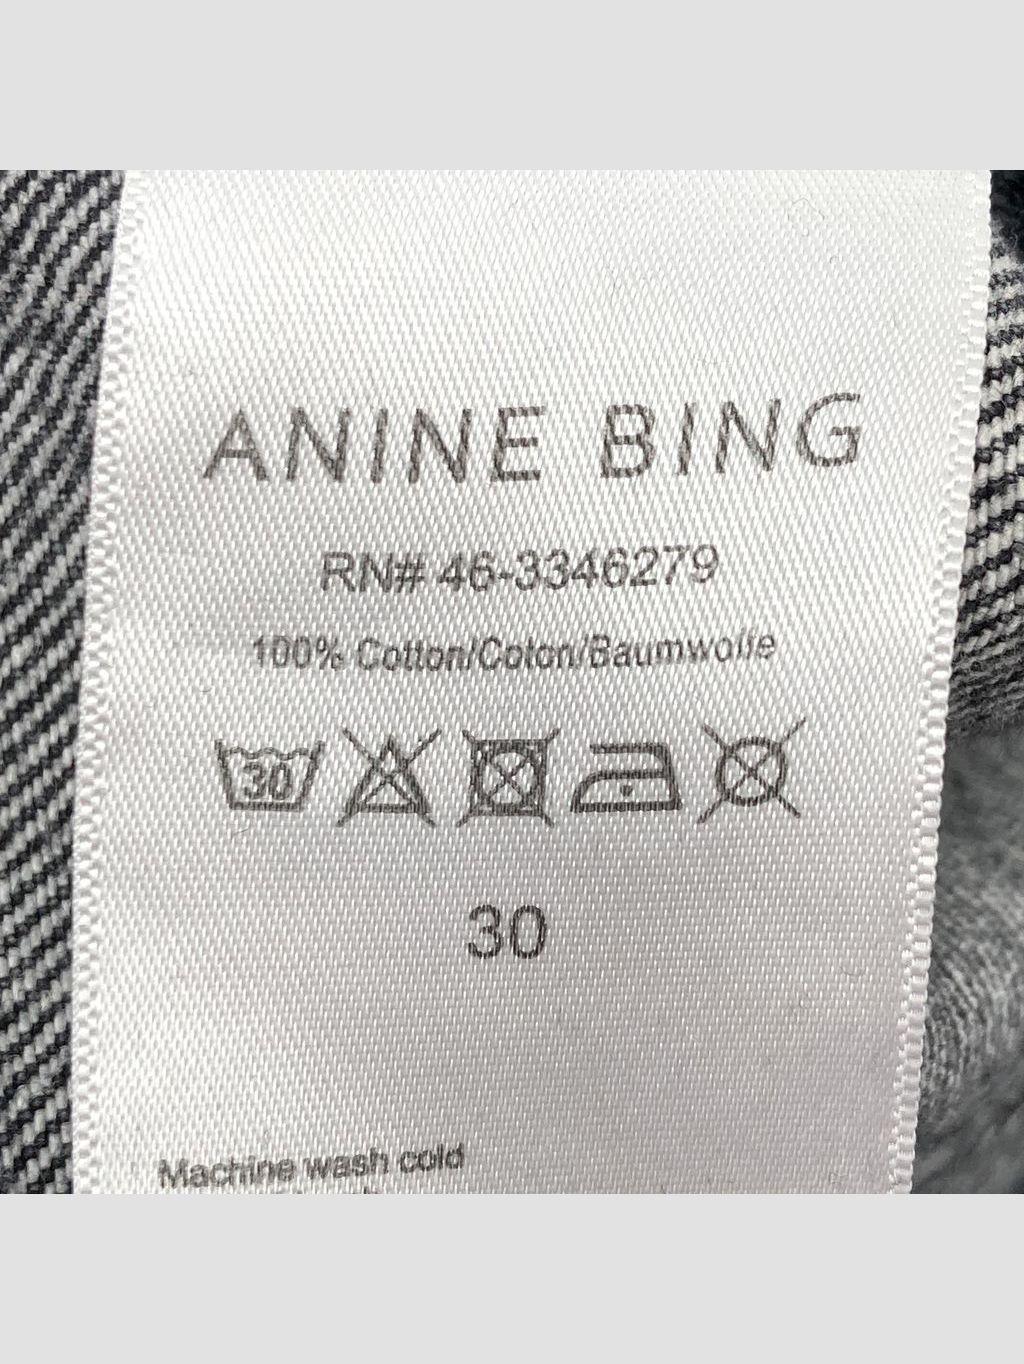 ANINE BING
RN# 46-3346279
100% Cotton/Coton/Baumwolle
30
30
Machine wash cold